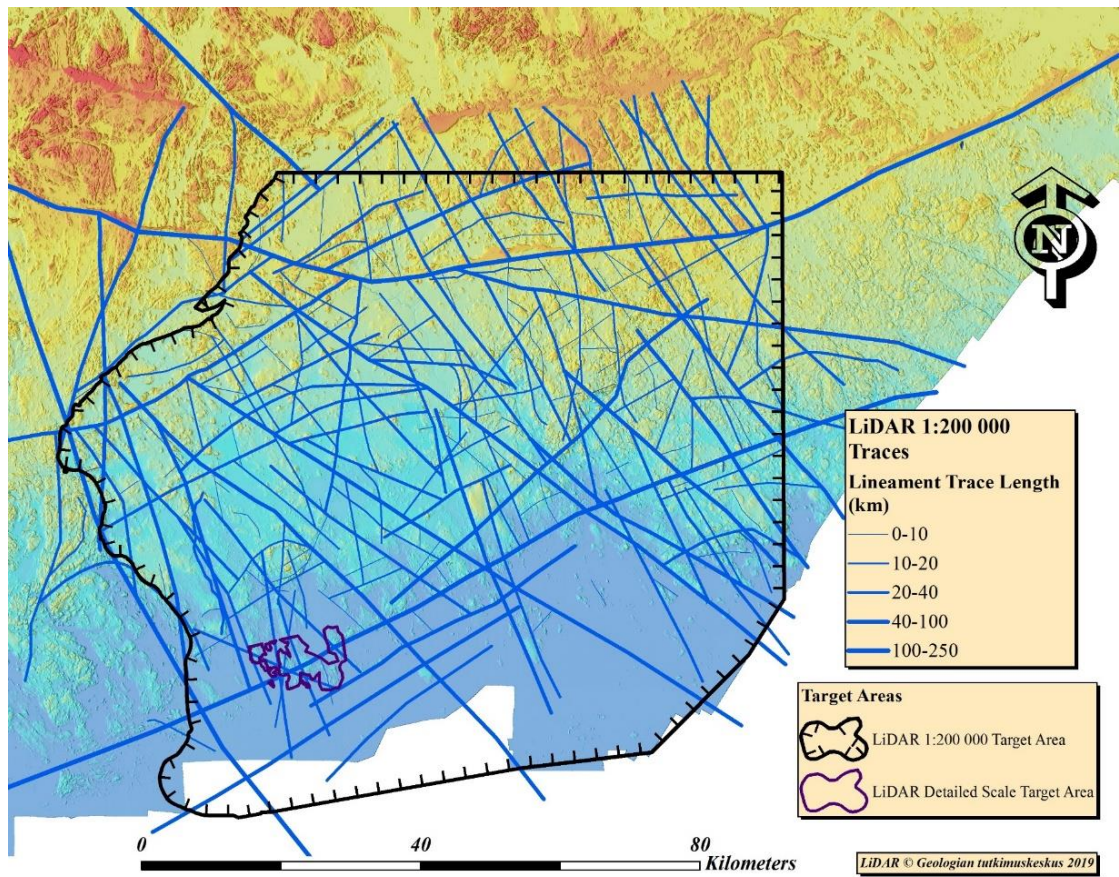 N
LiDAR 1:200 000
Traces
Lineament Trace Length
(km)
0-10
10-20
20-40
40-100
100-250
Target Areas
LiDAR 1:200 000 Target Area
LiDAR Detailed Scale Target Area
0 40 80
Kilometers
LiDAR © Geologian tutkimuskeskus 2019